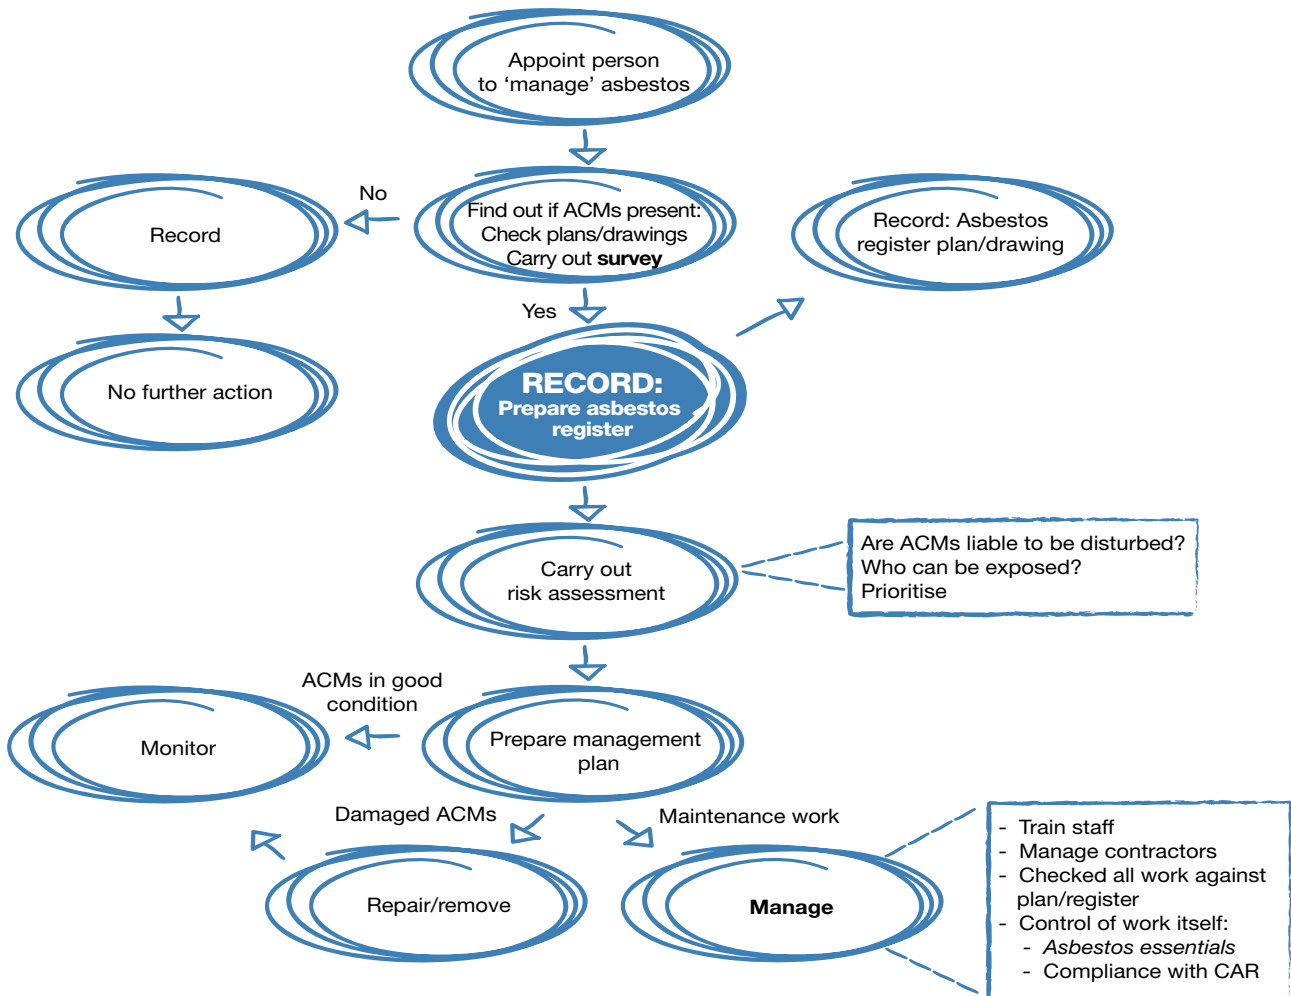 Appoint person
to ‘manage’ asbestos
No
Find out if ACMs present:
Check plans/drawings
Carry out survey
Record
Record: Asbestos
register plan/drawing
Yes
No further action
RECORD:
Prepare asbestos
register
Carry out
risk assessment
Are ACMs liable to be disturbed?
Who can be exposed?
Prioritise
ACMs in good
condition
Monitor
Prepare management
plan
Damaged ACMs
Maintenance work
Repair/remove
Manage
- Train staff
- Manage contractors
- Checked all work against
plan/register
- Control of work itself:
- Asbestos essentials
- Compliance with CAR